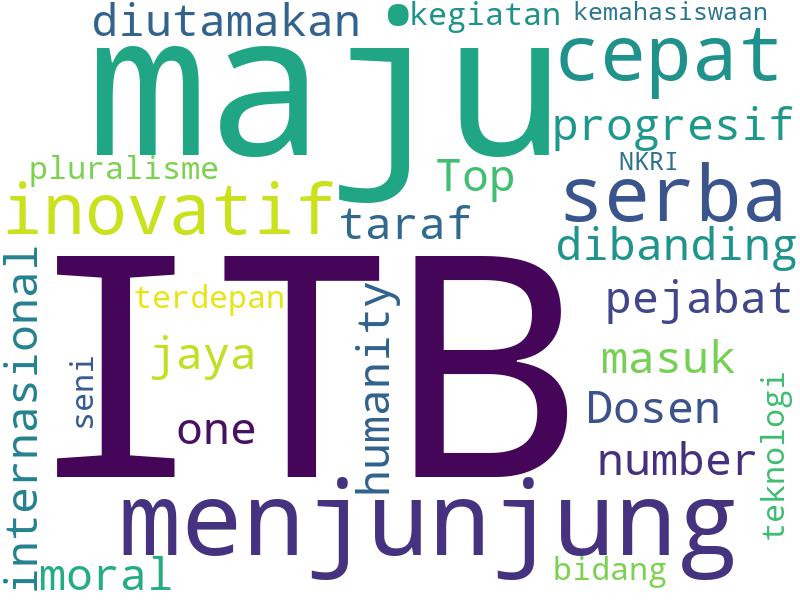 diutamakan
kegiatan
kemahasiswaan
maju
cepat
progresif
pluralisme
Top
NKRI
inovatif
taraf
serba
dibanding
internasional
ITB
terdepan
humanity
pejabat
jaya
masuk
seni
one
Dosen
teknologi
number
menjunjung
moral
bidang